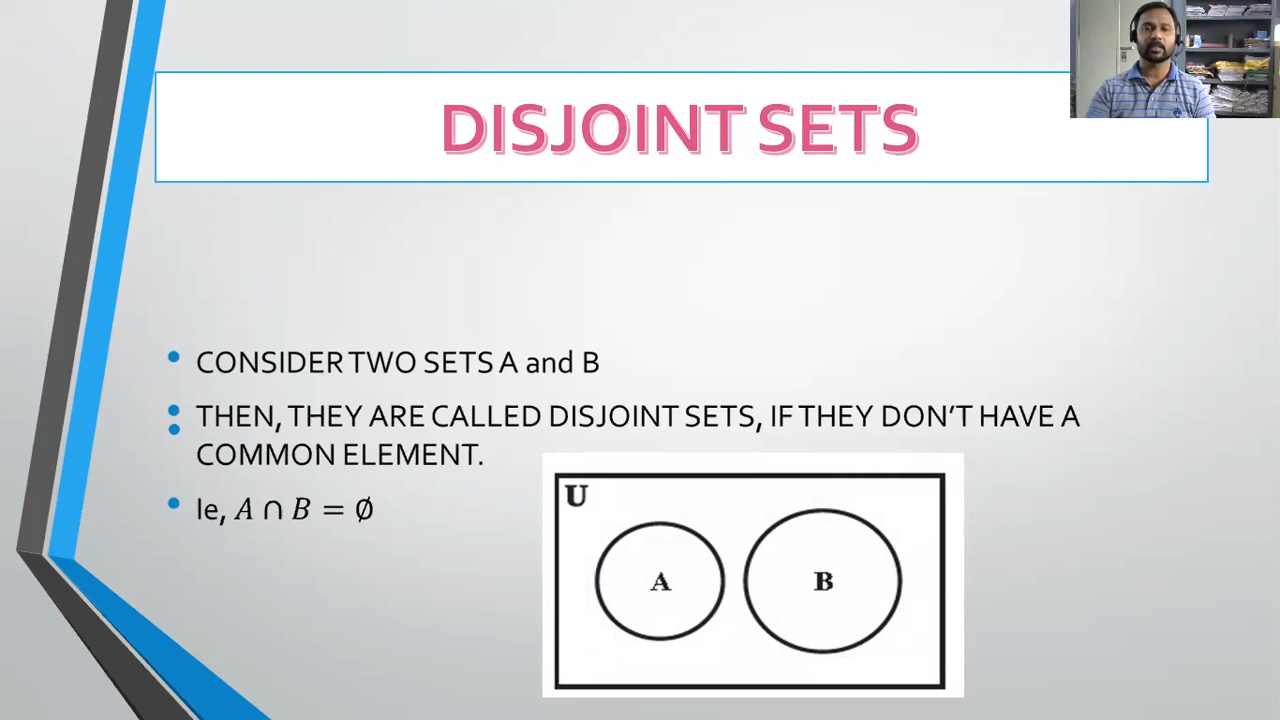 DISJOINT SETS
CONSIDER TWO SETS A and B
THEN, THEY ARE CALLED DISJOINT SETS, IF THEY DON'T HAVE A
COMMON ELEMENT.
Ie, A ∩ B = ∅
U
A
B